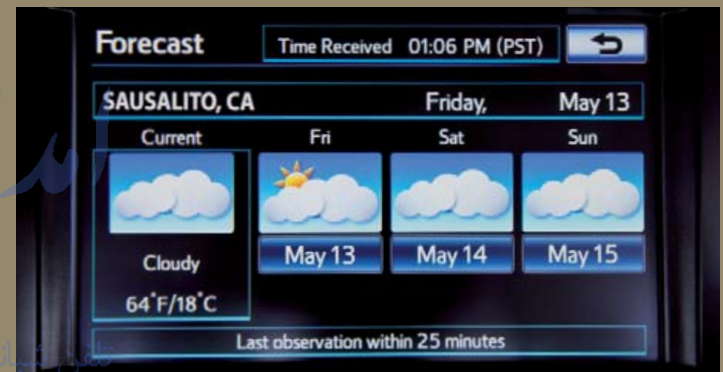 Forecast
Time Received 01:06 PM (PST)
SAUSALITO, CA Friday, May 13
Current Fri Sat Sun
Cloudy May 13 May 14 May 15
64°F/18°C
Last observation within 25 minutes